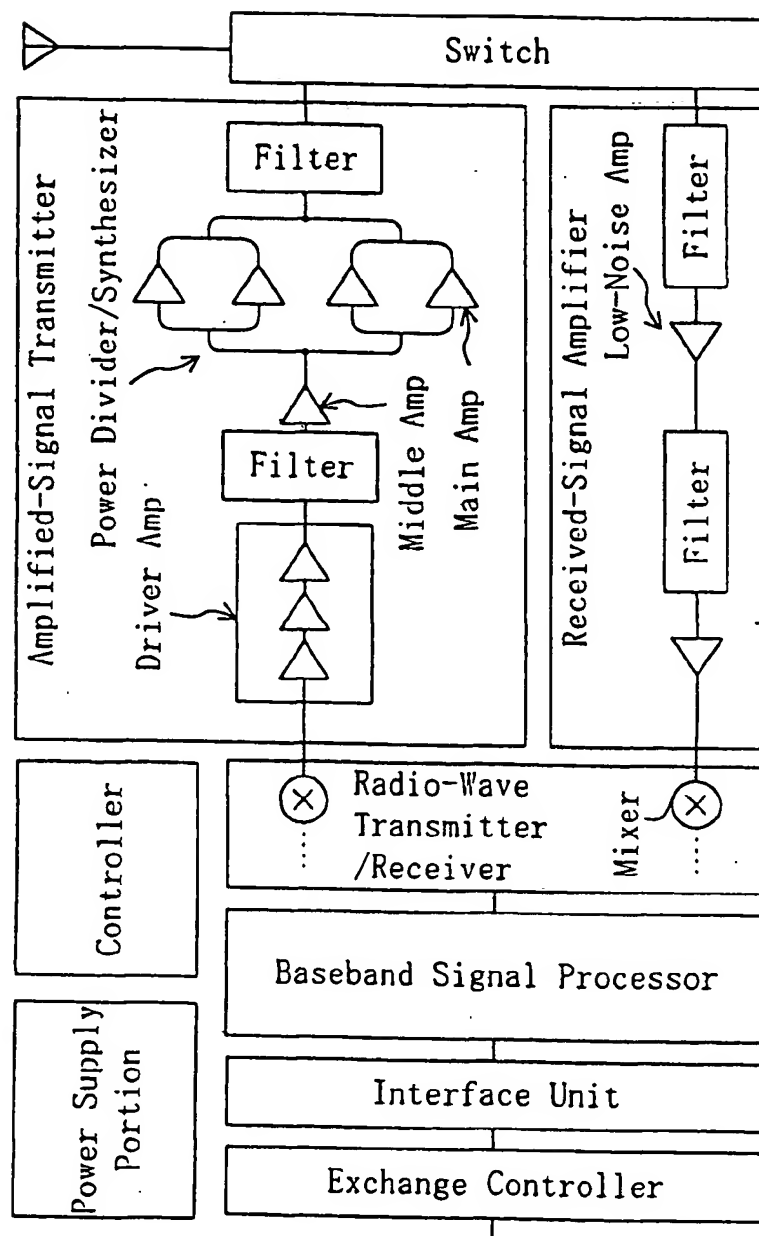 Switch
Amplified-Signal Transmitter
Power Divider/Synthesizer
Filter
Driver Amp
Filter
Middle Amp
Main Amp
Received-Signal Amplifier
Low-Noise Amp
Filter
Filter
Controller
Radio-Wave
Transmitter
/Receiver
Mixer
Baseband Signal Processor
Power Supply
Portion
Interface Unit
Exchange Controller